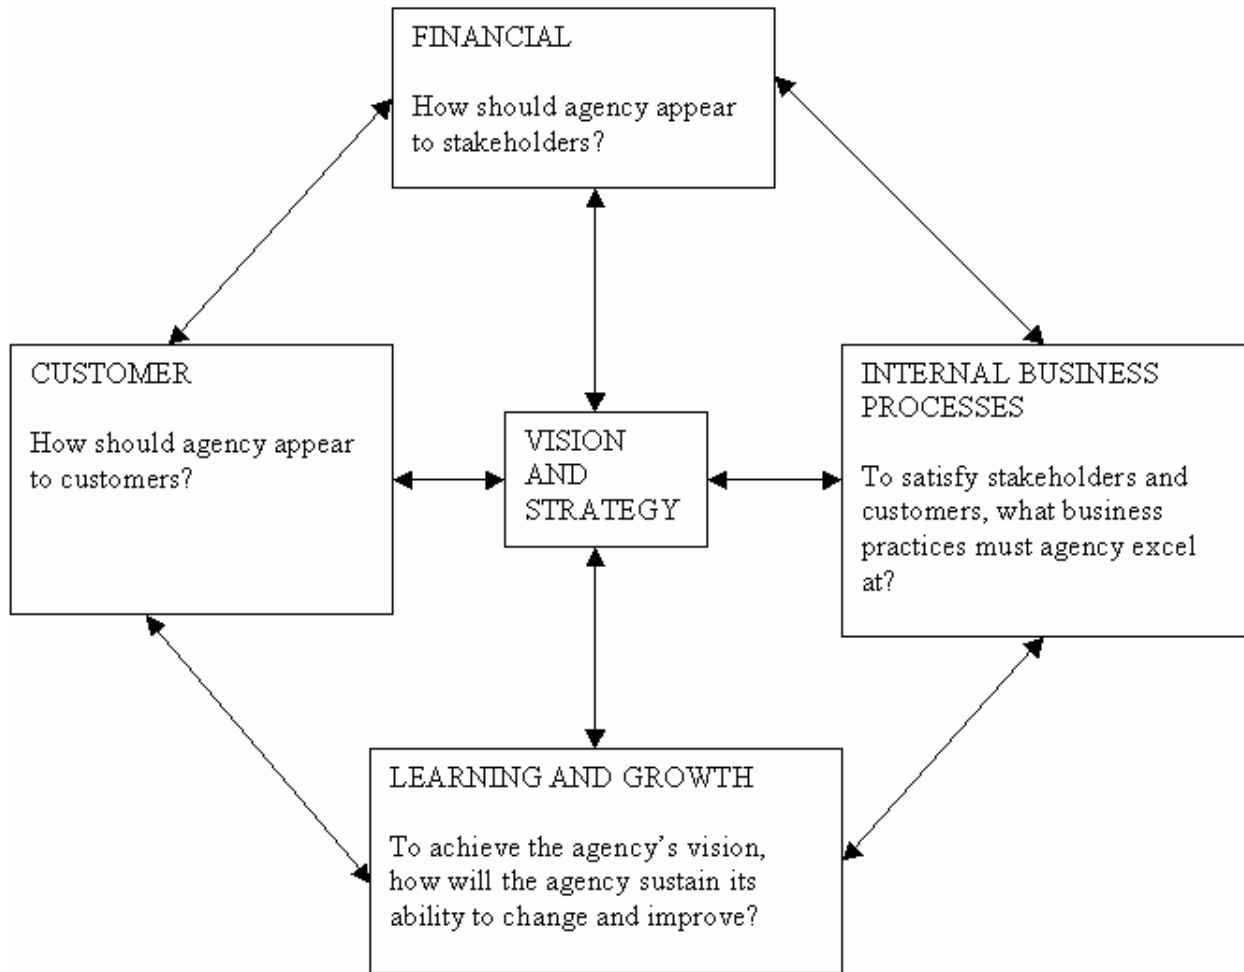 FINANCIAL
How should agency appear
to stakeholders?
CUSTOMER
How should agency appear
to customers?
VISION
AND
STRATEGY
INTERNAL BUSINESS
PROCESSES
To satisfy stakeholders and
customers, what business
practices must agency excel
at?
LEARNING AND GROWTH
To achieve the agency’s vision,
how will the agency sustain its
ability to change and improve?